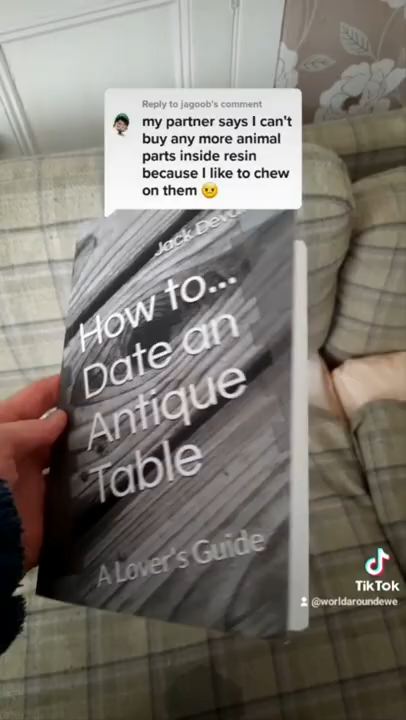 Reply to jagoob's comment
my partner says I can't
buy any more animal
parts inside resin
because I like to chew
on them 🤨
Jack
How to...
Date an
Antique
Table
A Lover's Guide
TikTok
@worldaroundewe